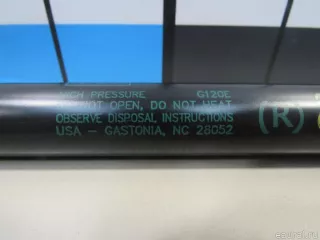 HIGH PRESSURE G120E
DO NOT OPEN, DO NOT HEAT
OBSERVE DISPOSAL INSTRUCTIONS
USA - GASTONIA, NC 28052
(R)